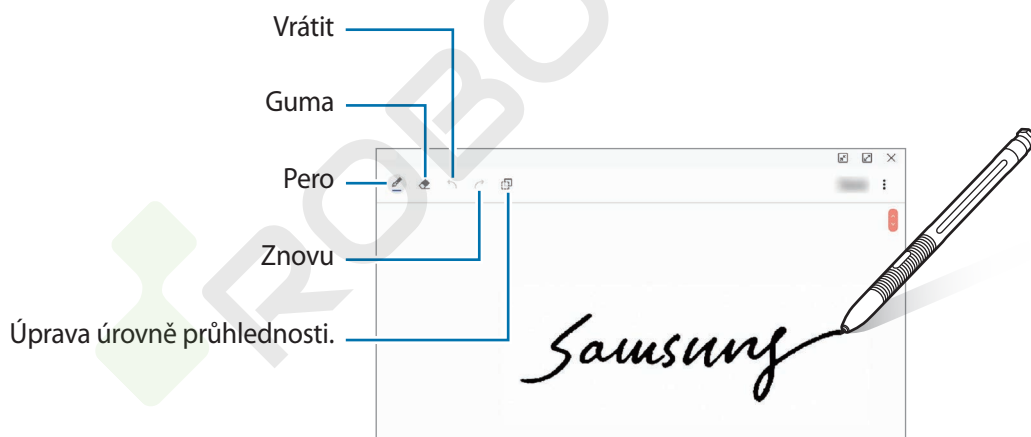 Vrátit
Guma
Pero
Znovu
Úprava úrovně průhlednosti.
Samsung